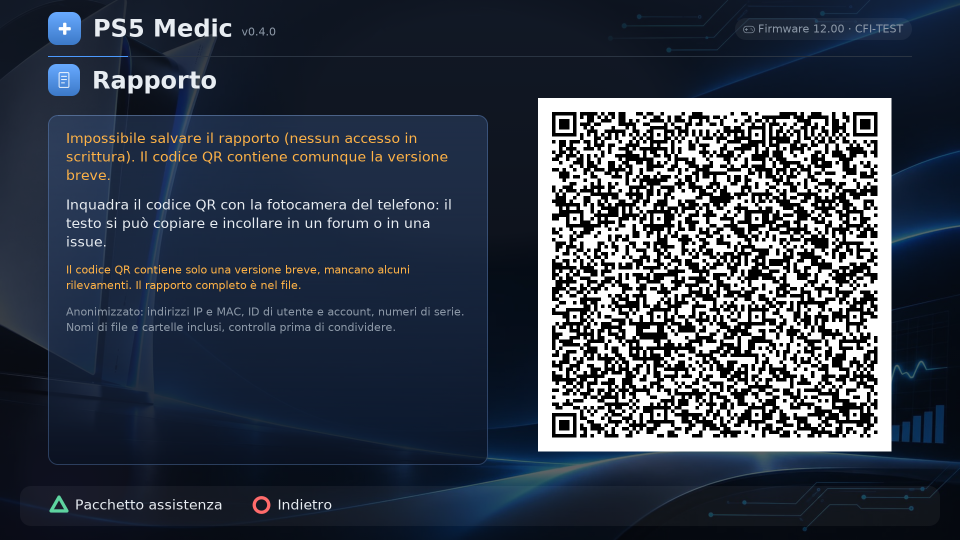 PS5 Medic v0.4.0
Firmware 12.00 · CFI-TEST
Rapporto
Impossibile salvare il rapporto (nessun accesso in
scrittura). Il codice QR contiene comunque la versione
breve.
Inquadra il codice QR con la fotocamera del telefono: il
testo si può copiare e incollare in un forum o in una
issue.
Il codice QR contiene solo una versione breve, mancano alcuni
rilevamenti. Il rapporto completo è nel file.
Anonimizzato: indirizzi IP e MAC, ID di utente e account, numeri di serie.
Nomi di file e cartelle inclusi, controlla prima di condividere.
Pacchetto assistenza
Indietro